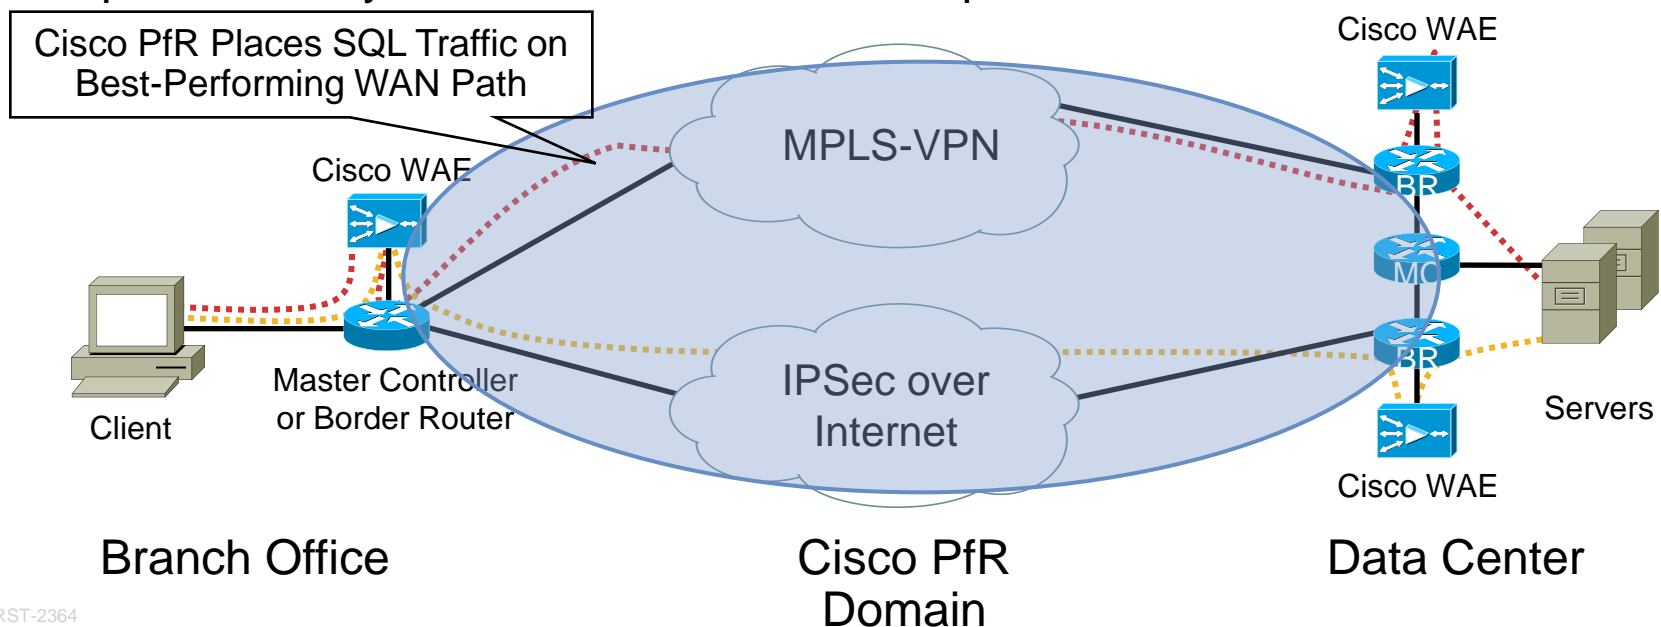 Cisco PfR Places SQL Traffic on
Best-Performing WAN Path
Cisco WAE
Cisco WAE
MPLS-VPN
BR
MC
BR
IPSec over
Internet
Master Controller
or Border Router
Client
Servers
Cisco WAE
Branch Office
Cisco PfR
Domain
Data Center
RST-2364